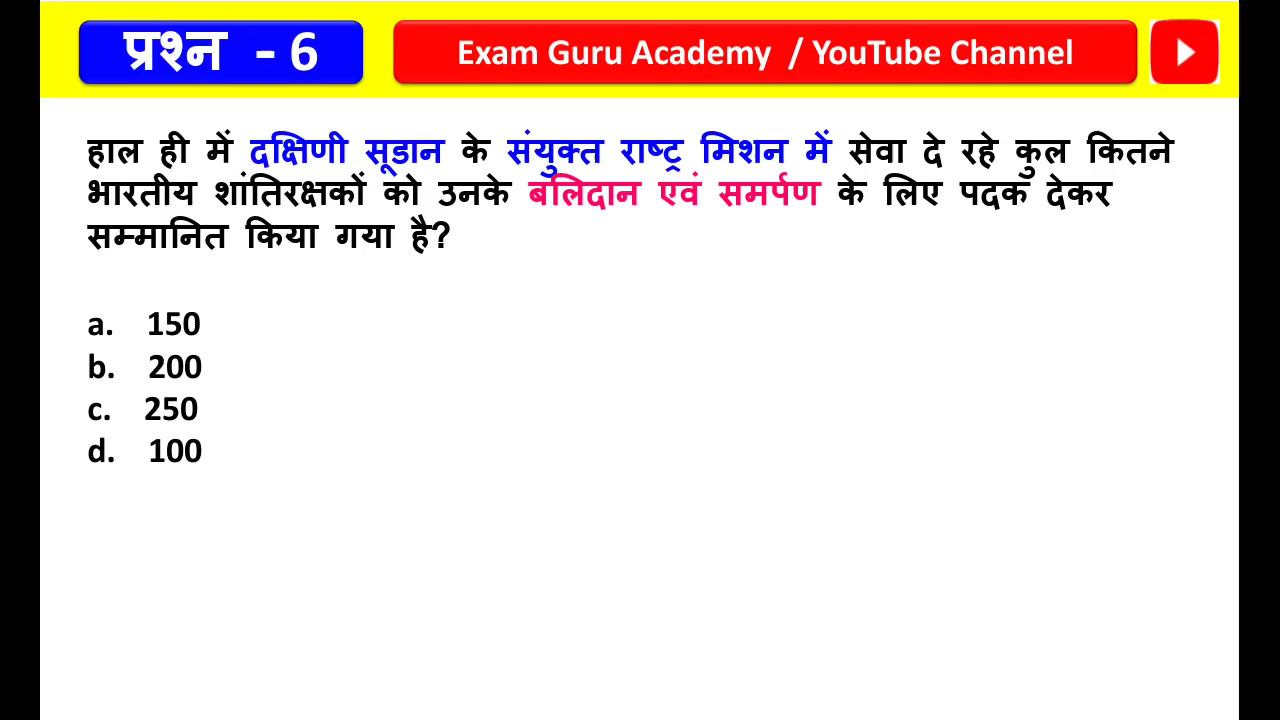 प्रश्न - 6
Exam Guru Academy / YouTube Channel
हाल ही में दक्षिणी सूडान के संयुक्त राष्ट्र मिशन में सेवा दे रहे कुल कितने
भारतीय शांतिरक्षकों को उनके बलिदान एवं समर्पण के लिए पदक देकर
सम्मानित किया गया है?
a. 150
b. 200
c. 250
d. 100